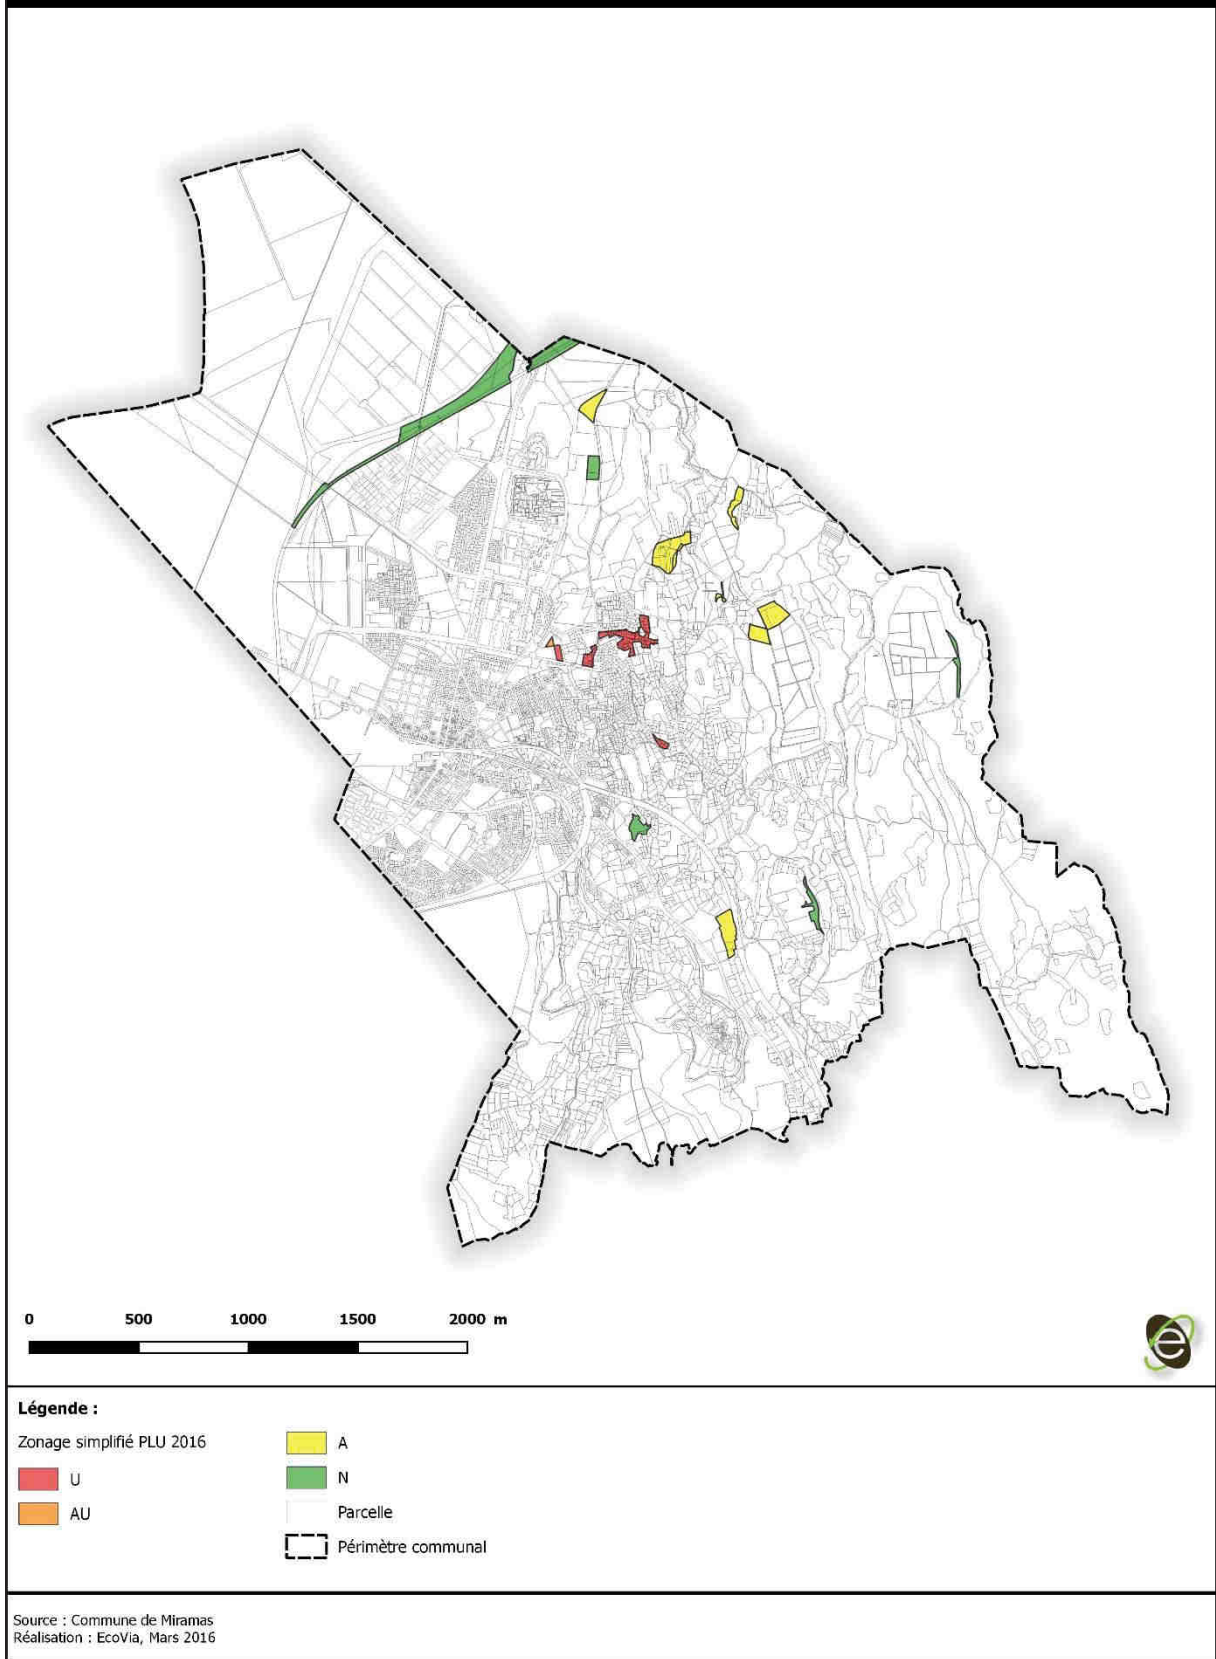 0 500 1000 1500 2000 m
e
Légende :
Zonage simplifié PLU 2016
U
AU
A
N
Parcelle
Périmètre communal
Source : Commune de Miramas
Réalisation : EcoVia, Mars 2016